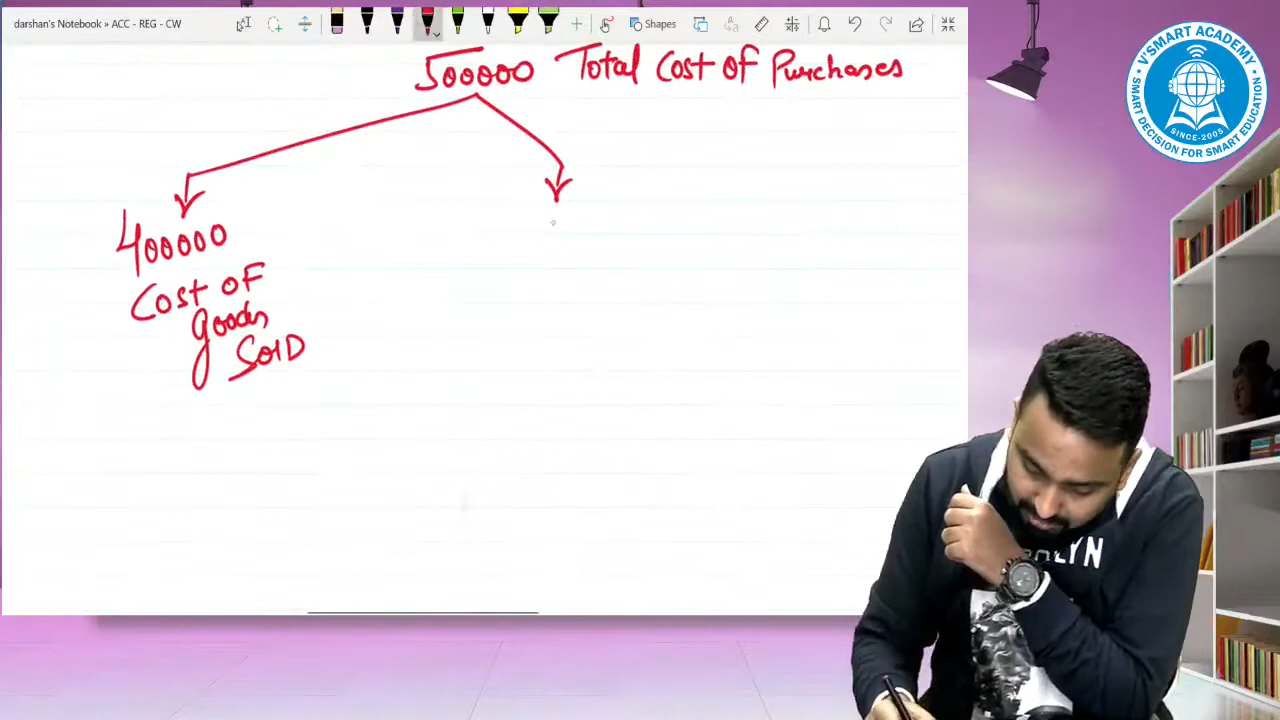 darshan's Notebook » ACC - REG - CW
Shapes
500000 Total Cost of Purchases
400000
Cost of
goods
Sold
V'SMART ACADEMY
SINCE-2005
SMART DECISION FOR SMART EDUCATION